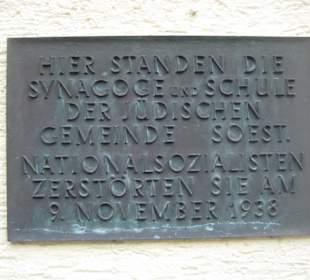 HIER STANDEN DIE
SYNAGOGE UND SCHULE
DER JÜDISCHEN
GEMEINDE SOEST.
NATIONALSOZIALISTEN
ZERSTÖRTEN SIE AM
9. NOVEMBER 1938